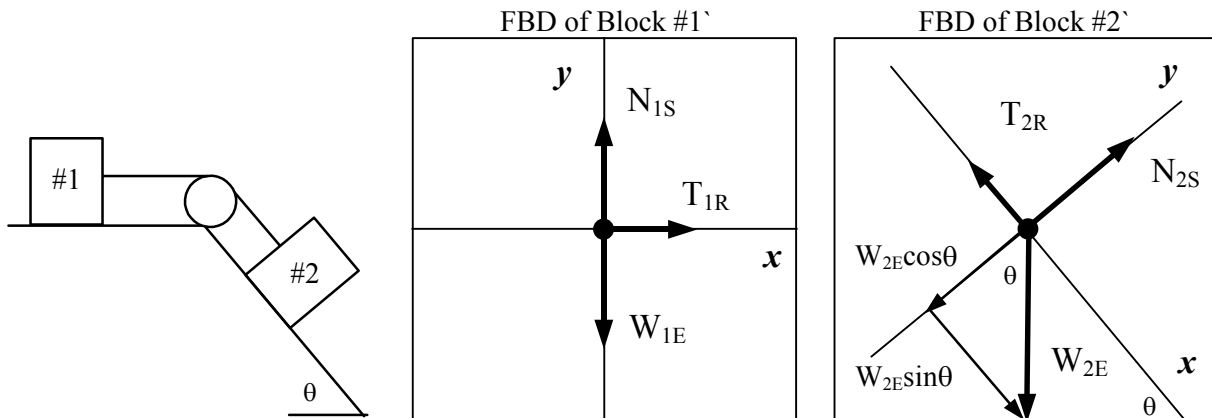 FBD of Block #1`
y
N1S
T1R
x
W1E
FBD of Block #2`
y
T2R
N2S
W2Ecosθ
θ
W2E
W2Esinθ
x
θ
#1
#2
θ